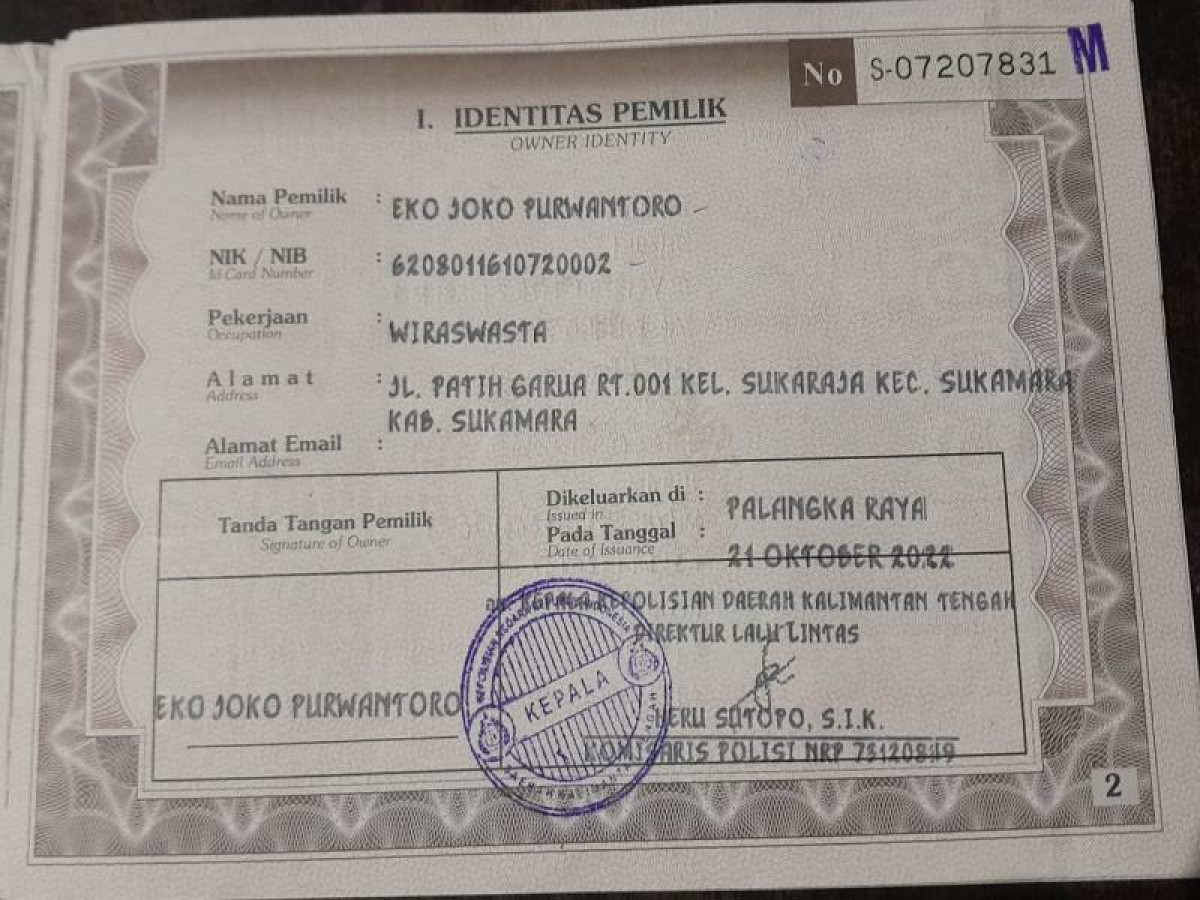 No S-07207831 M
I. IDENTITAS PEMILIK
OWNER IDENTITY
Nama Pemilik : EKO JOKO PURWANTORO -
Name of Owner
NIK / NIB : 6208011610720002 -
Id Card Number
Pekerjaan : WIRASWASTA
Occupation
Alamat : JL. PATIH GARUA RT.001 KEL. SUKARAJA KEC. SUKAMARA
Address
KAB. SUKAMARA
Alamat Email :
Email Address
Tanda Tangan Pemilik
Signature of Owner
Dikeluarkan di : PALANGKA RAYA
Issued in
Pada Tanggal : 21 OKTOBER 2022
Date of Issuance
an. KEPALA KEPOLISIAN DAERAH KALIMANTAN TENGAH
DIREKTUR LALU LINTAS
KEPALA
EKO JOKO PURWANTORO
HERU SUTOPO, S.I.K.
KOMISARIS POLISI NRP
2